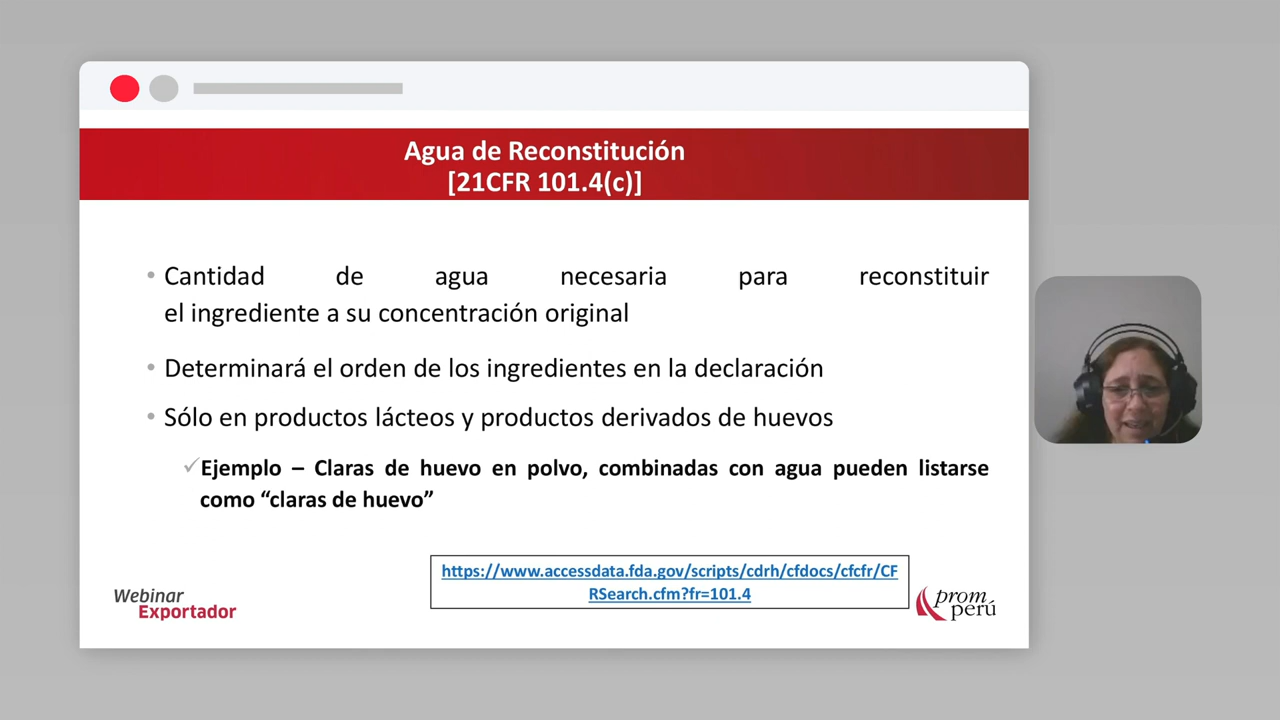 Agua de Reconstitución
[21CFR 101.4(c)]
• Cantidad de agua necesaria para reconstituir
el ingrediente a su concentración original
• Determinará el orden de los ingredientes en la declaración
• Sólo en productos lácteos y productos derivados de huevos
✓Ejemplo – Claras de huevo en polvo, combinadas con agua pueden listarse
como “claras de huevo”
https://www.accessdata.fda.gov/scripts/cdrh/cfdocs/cfcfr/CF
RSearch.cfm?fr=101.4
Webinar
Exportador
prom
perú